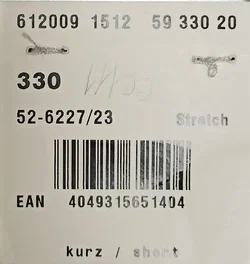 612009 1512 59 330 20
330
52-6227/23 Stretch
EAN 4049315651404
kurz / short